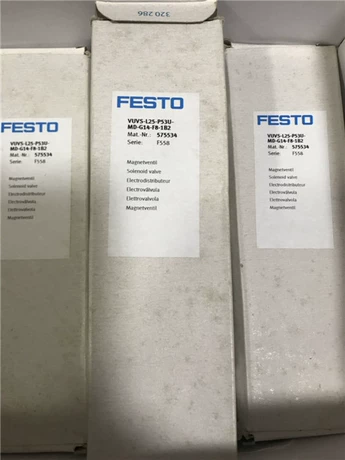 320 286
FESTO
VUVS-L25-P53U-
MD-G14-F8-1B2
Mat.-Nr.: 575534
Serie: F558
Magnetventil
Solenoid valve
Electrodistributeur
Electroválvula
Elettrovalvola
Magnetventil
FESTO
VUVS-L25-P53U-
MD-G14-F8-1B2
Mat.-Nr.: 575534
Serie: F558
Magnetventil
Solenoid valve
Electrodistributeur
Electroválvula
Elettrovalvola
Magnetventil
FESTO
VUVS-L25-P53U-
MD-G14-F8-1B2
Mat.-Nr.: 575534
Serie: F556
Magnetventil
Solenoid valve
Electrodistributeur
Electroválvula
Elettrovalvola
Magnetventil